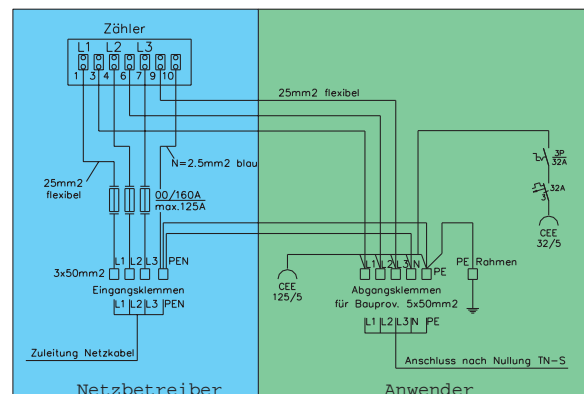 Zähler
L1 L2 L3
1 3 4 6 7 9 10
25mm2 flexibel
N=2.5mm2 blau
25mm2
flexibel
00/160A
max.125A
3P
32A
32A
3
CEE
32/5
L1 L2 L3 PEN
3x50mm2
Eingangsklemmen
L1 L2 L3 PEN
Zuleitung Netzkabel
CEE
125/5
L1 L2 L3 N PE
PE Rahmen
Abgangsklemmen
für Bauprov. 5x50mm2
L1 L2 L3 N PE
Anschluss nach Nullung TN-S
Netzbetreiber
Anwender